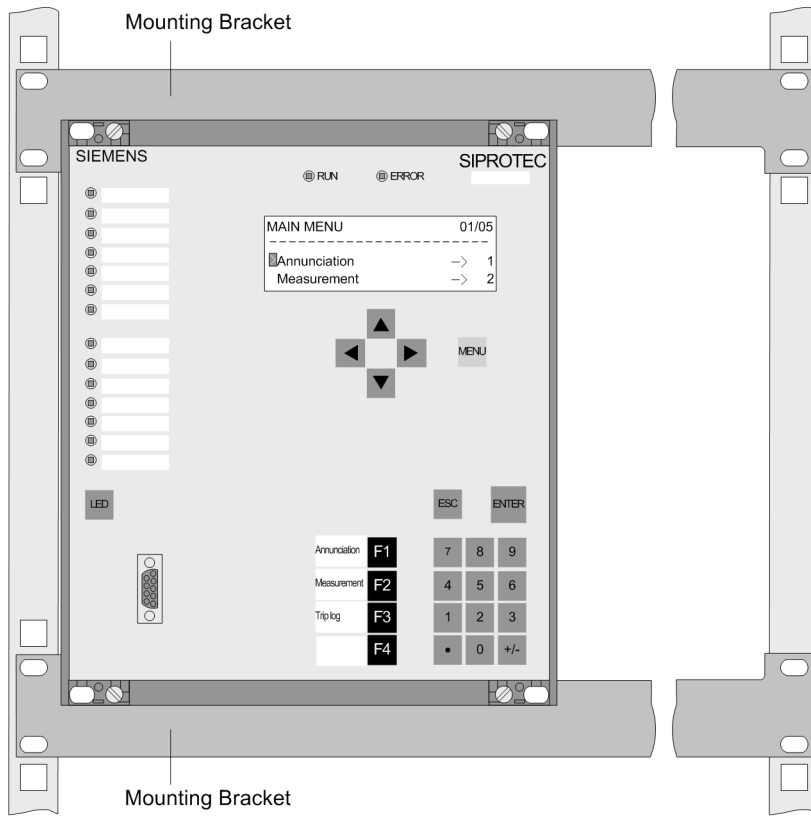 Mounting Bracket
SIEMENS
SIPROTEC
RUN
ERROR
MAIN MENU 01/05
Annunciation --> 1
Measurement --> 2
MENU
LED
ESC
ENTER
Annunciation F1
7 8 9
Measurement F2
4 5 6
Trip log F3
1 2 3
F4
• 0 +/-
Mounting Bracket